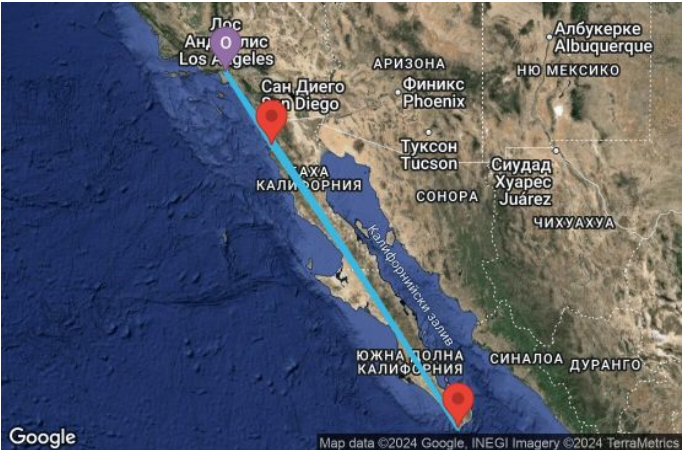 Лос
Анджелис
Los Angeles
O
Албукерке
Albuquerque
АРИЗОНА
НЮ МЕКСИКО
Сан Диего
San Diego
Финикс
Phoenix
Туксон
Tucson
Сиудад
Хуарес
Juárez
БАХА
КАЛИФОРНИЯ
СОНОРА
ЧИХУАХУА
Калифорнийски залив
ЮЖНА ДОЛНА
КАЛИФОРНИЯ
СИНАЛОА
ДУРАНГО
Google
Map data ©2024 Google, INEGI Imagery ©2024 TerraMetrics